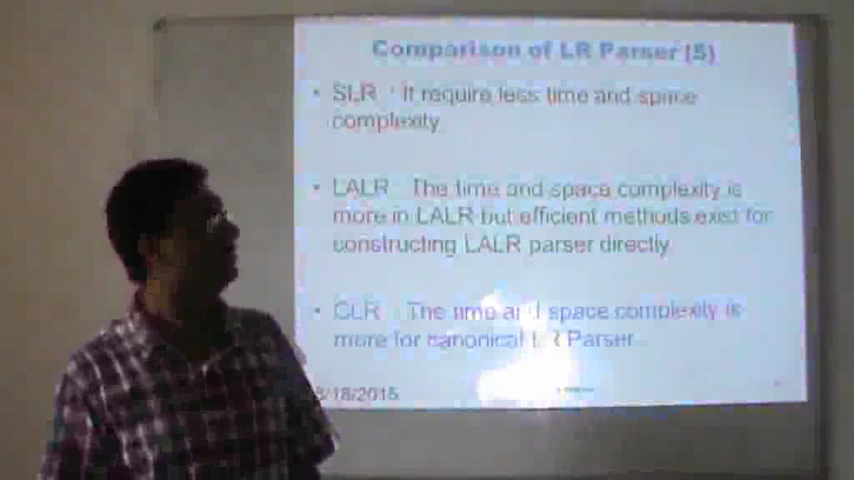 Comparison of LR Parser (5)
• SLR : It require less time and space
complexity
• LALR : The time and space complexity is
more in LALR but efficient methods exist for
constructing LALR parser directly
• CLR : The time and space complexity is
more for canonical LR Parser
8/18/2015